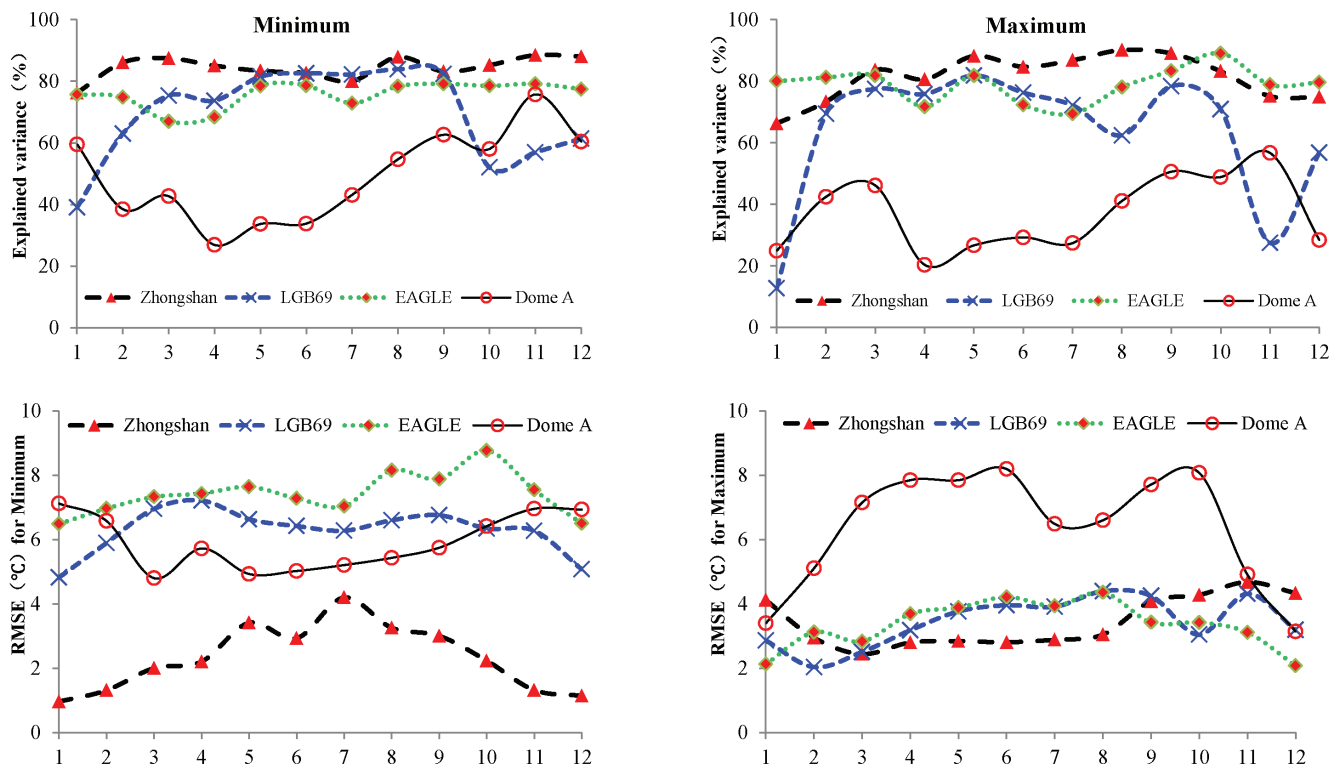 Minimum
Explained variance（%）
100
80
60
40
20
0
Zhongshan LGB69 EAGLE Dome A
1 2 3 4 5 6 7 8 9 10 11 12
Maximum
Explained variance（%）
100
80
60
40
20
0
Zhongshan LGB69 EAGLE Dome A
1 2 3 4 5 6 7 8 9 10 11 12
RMSE（℃）for Minimum
10
8
6
4
2
0
Zhongshan LGB69 EAGLE Dome A
1 2 3 4 5 6 7 8 9 10 11 12
RMSE（℃）for Maximum
10
8
6
4
2
0
Zhongshan LGB69 EAGLE Dome A
1 2 3 4 5 6 7 8 9 10 11 12